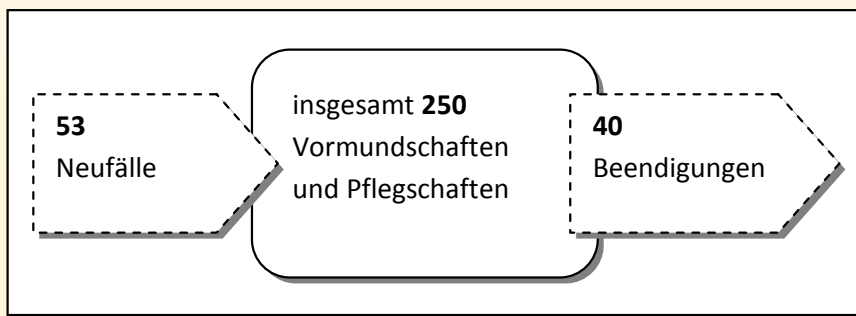 53
Neufälle
insgesamt 250
Vormundschaften
und Pflegschaften
40
Beendigungen